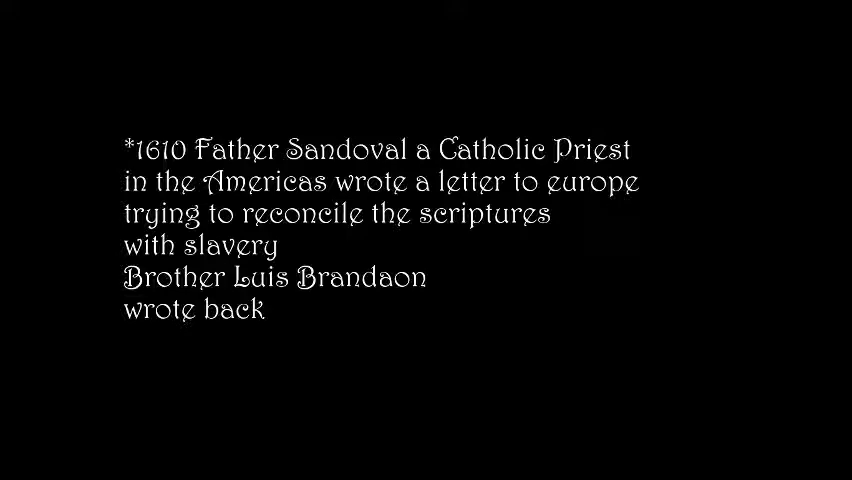 *1610 Father Sandoval a Catholic Priest
in the Americas wrote a letter to europe
trying to reconcile the scriptures
with slavery
Brother Luis Brandaon
wrote back